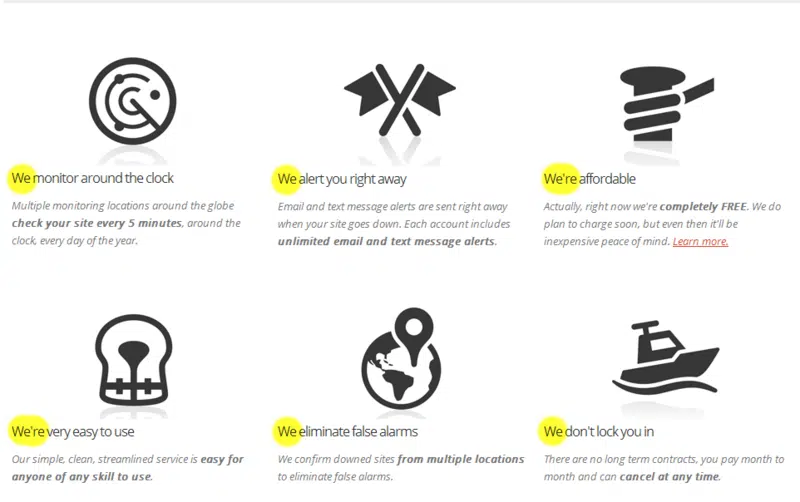 We monitor around the clock
Multiple monitoring locations around the globe
check your site every 5 minutes, around the
clock, every day of the year.
We alert you right away
Email and text message alerts are sent right away
when your site goes down. Each account includes
unlimited email and text message alerts.
We're affordable
Actually, right now we're completely FREE. We do
plan to charge soon, but even then it'll be
inexpensive peace of mind. Learn more.
We're very easy to use
Our simple, clean, streamlined service is easy for
anyone of any skill to use.
We eliminate false alarms
We confirm downed sites from multiple locations
to eliminate false alarms.
We don't lock you in
There are no long term contracts, you pay month to
month and can cancel at any time.